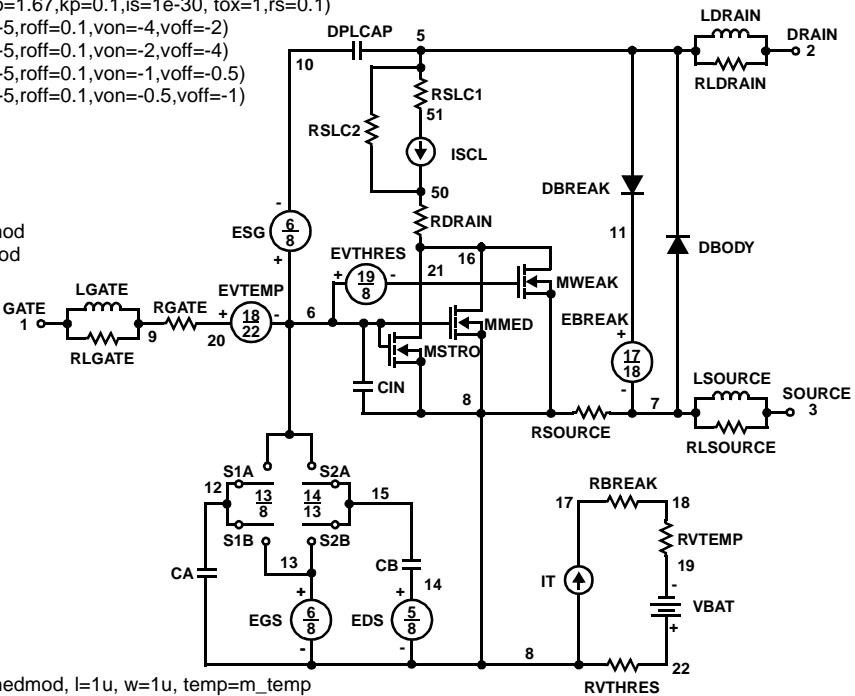 p=1.67,kp=0.1,is=1e-30, tox=1,rs=0.1)
-5,roff=0.1,von=-4,voff=-2)
-5,roff=0.1,von=-2,voff=-4)
-5,roff=0.1,von=-1,voff=-0.5)
-5,roff=0.1,von=-0.5,voff=-1)
LDRAIN
DPLCAP
5
DRAIN
2
10
RLDRAIN
RSLC1
51
RSLC2
ISCL
50
DBREAK
RDRAIN
11
DBODY
nod
od
ESG
6
8
-
+
EVTHRES
+
19
8
-
21
16
MWEAK
LGATE
EVTEMP
GATE
1
RGATE
+
18
22
-
6
MMED
EBREAK
+
17
18
-
9
20
RLGATE
MSTRO
CIN
8
LSOURCE
SOURCE
3
7
RSOURCE
RLSOURCE
S1A
S2A
12
13
8
14
13
15
S1B
S2B
13
CA
CB
14
+
EGS
6
8
-
+
EDS
5
8
-
RBREAK
17
18
RVTEMP
19
IT
-
VBAT
+
8
22
RVTHRES
nedmod, l=1u, w=1u, temp=m_temp